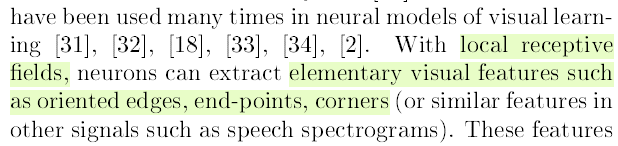 have been used many times in neural models of visual learn-
ing [31], [32], [18], [33], [34], [2]. With local receptive
fields, neurons can extract elementary visual features such
as oriented edges, end-points, corners (or similar features in
other signals such as speech spectrograms). These features